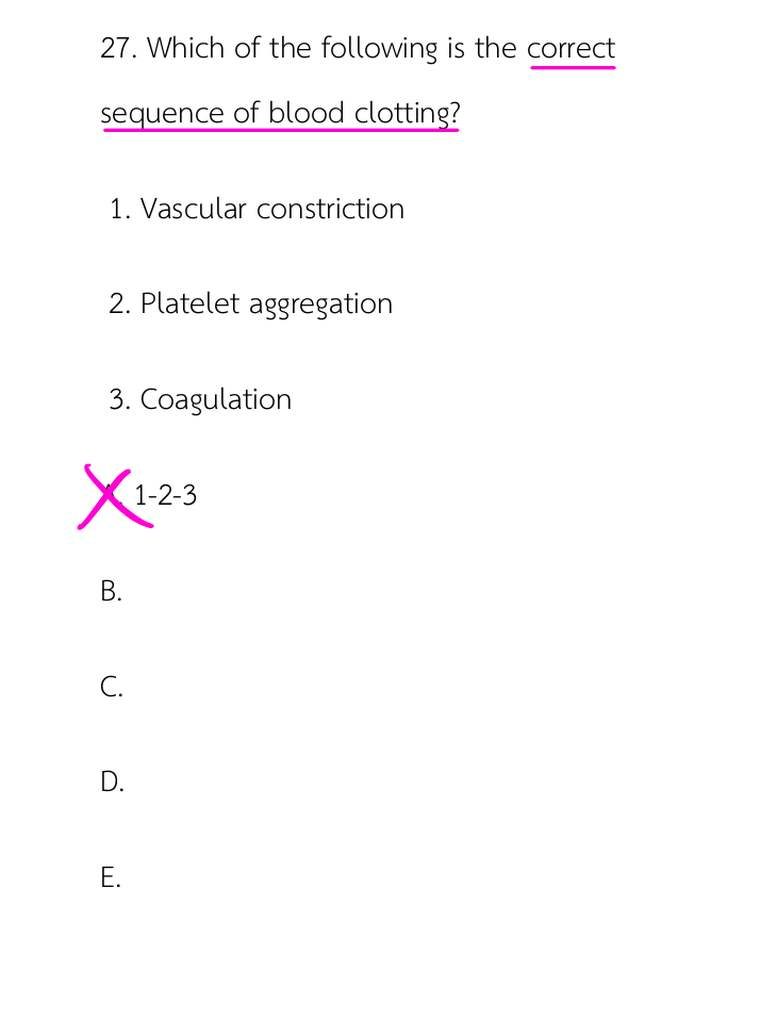 27. Which of the following is the correct
sequence of blood clotting?
1. Vascular constriction
2. Platelet aggregation
3. Coagulation
A. 1-2-3
B.
C.
D.
E.